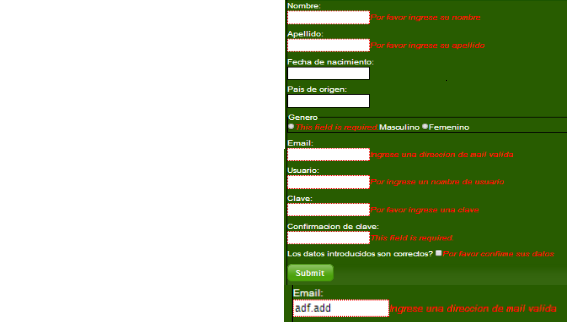 Nombre:
Por favor ingrese su nombre
Apellido:
Por favor ingrese su apellido
Fecha de nacimiento:
Pais de origen:
Genero
This field is required. Masculino Femenino
Email:
Ingrese una direccion de mail valida
Usuario:
Por ingrese un nombre de usuario
Clave:
Por favor ingrese una clave
Confirmacion de clave:
This field is required.
Los datos introducidos son correctos? Por favor confirme sus datos
Submit
Email:
adf.add Ingrese una direccion de mail valida